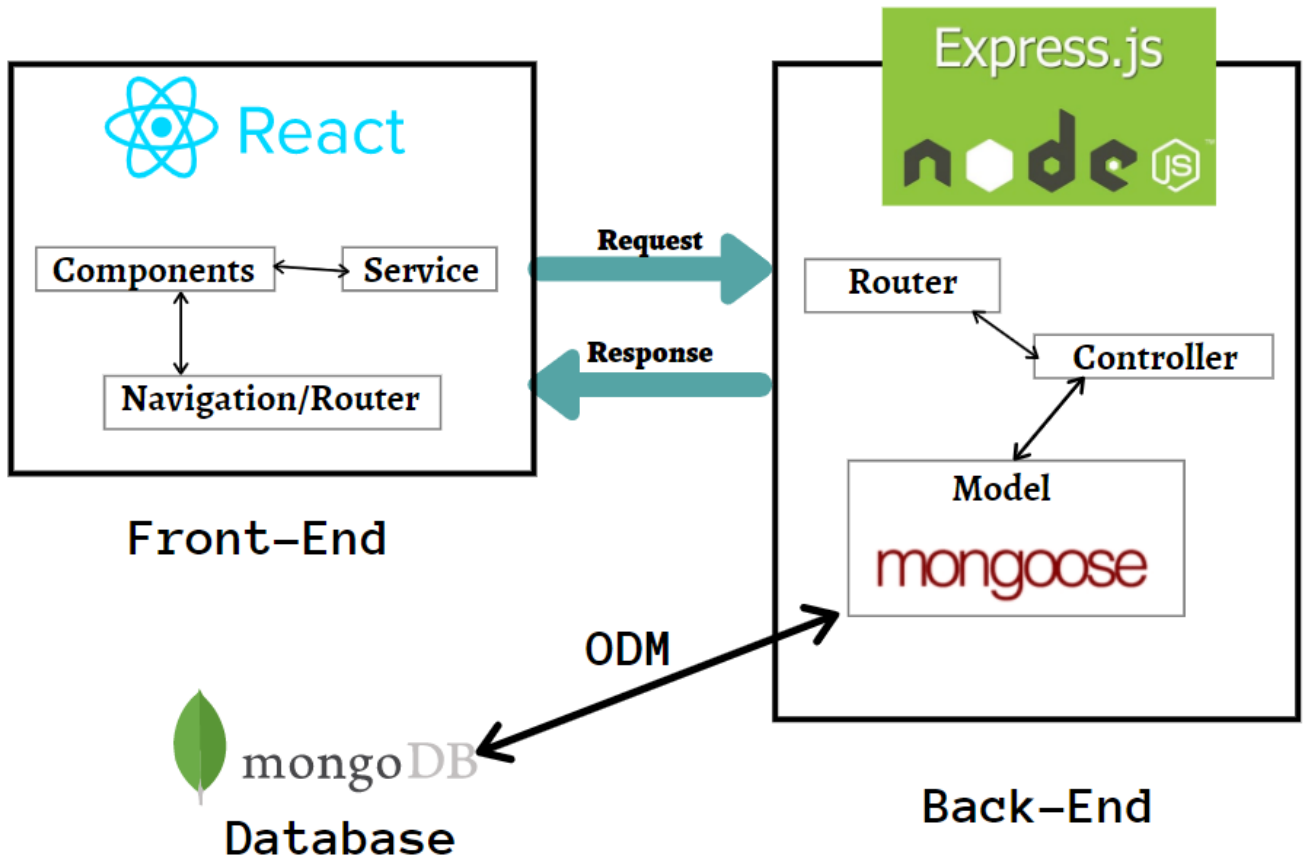 React
Components
Service
Navigation/Router
Front-End
Request
Response
Express.js
node
JS
™
Router
Controller
Model
mongoose
Back-End
ODM
mongoDB
Database